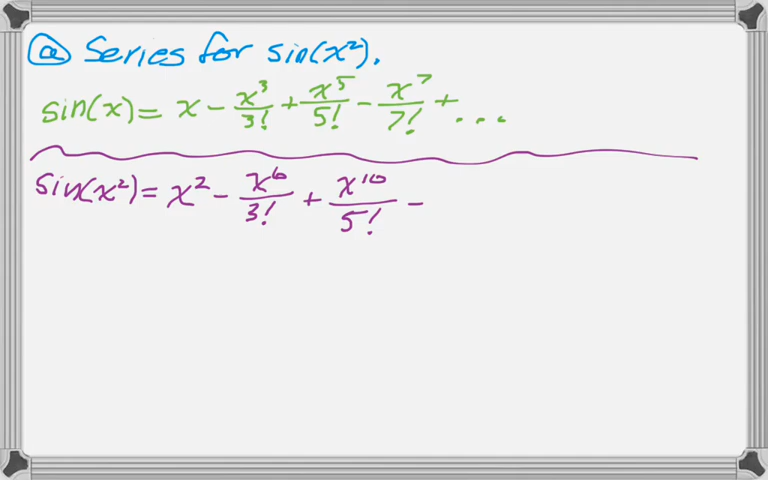 ⓐ Series for sin(x²).
sin(x) = x − x³/3! + x⁵/5! − x⁷/7! + ...
sin(x²) = x² − x⁶/3! + x¹⁰/5! −